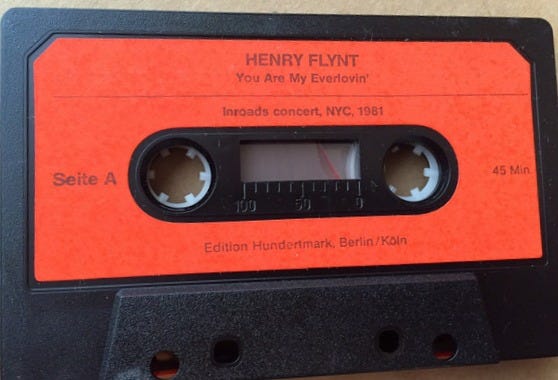 HENRY FLYNT
You Are My Everlovin'
Inroads concert, NYC, 1981
Seite A
45 Min.
100 50 0
Edition Hundertmark, Berlin/Köln